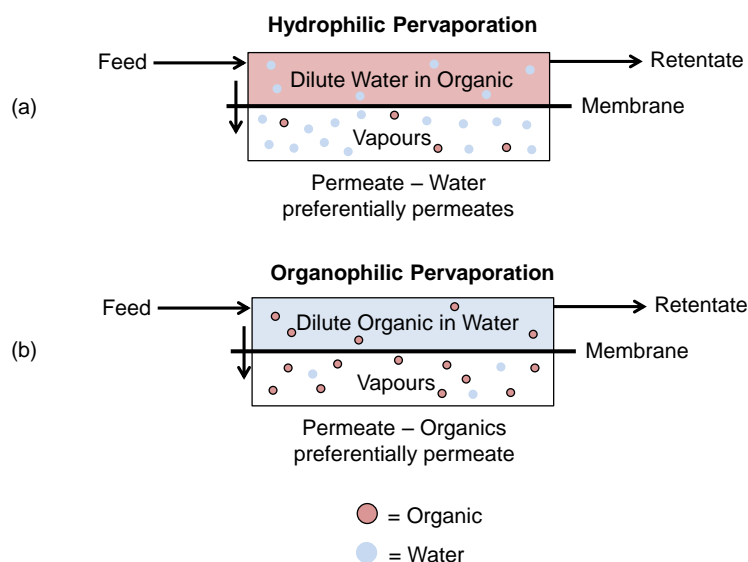 Hydrophilic Pervaporation
Feed
Retentate
Dilute Water in Organic
(a)
Membrane
Vapours
Permeate – Water
preferentially permeates
Organophilic Pervaporation
Feed
Retentate
Dilute Organic in Water
(b)
Membrane
Vapours
Permeate – Organics
preferentially permeate
= Organic
= Water